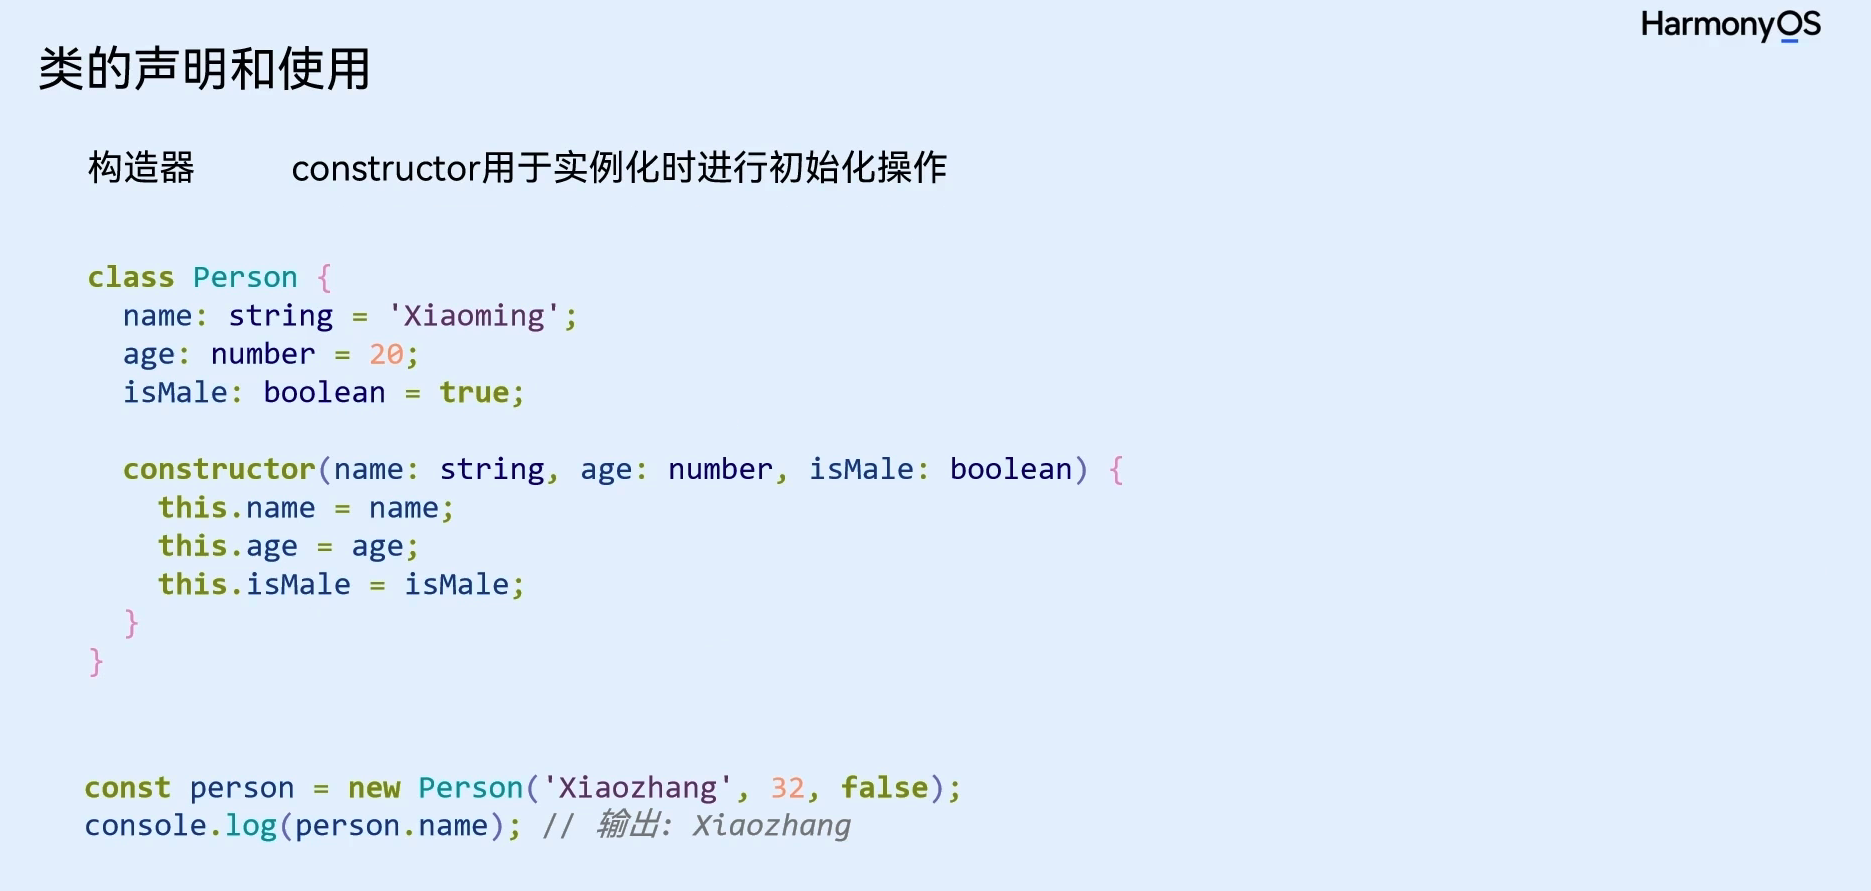 HarmonyOS
类的声明和使用
构造器 constructor用于实例化时进行初始化操作
class Person {
  name: string = 'Xiaoming';
  age: number = 20;
  isMale: boolean = true;
  constructor(name: string, age: number, isMale: boolean) {
    this.name = name;
    this.age = age;
    this.isMale = isMale;
  }
}
const person = new Person('Xiaozhang', 32, false);
console.log(person.name); // 输出: Xiaozhang